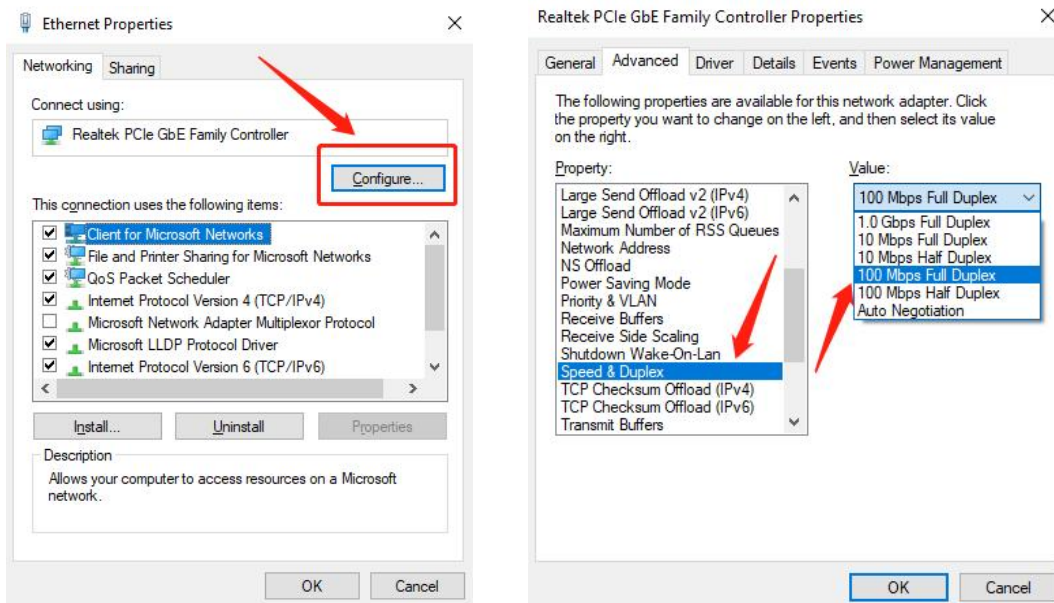 Ethernet Properties
Networking Sharing
Connect using:
Realtek PCIe GbE Family Controller
Configure...
This connection uses the following items:
Client for Microsoft Networks
File and Printer Sharing for Microsoft Networks
QoS Packet Scheduler
Internet Protocol Version 4 (TCP/IPv4)
Microsoft Network Adapter Multiplexor Protocol
Microsoft LLDP Protocol Driver
Internet Protocol Version 6 (TCP/IPv6)
Install... Uninstall Properties
Description
Allows your computer to access resources on a Microsoft
network.
OK Cancel
Realtek PCIe GbE Family Controller Properties
General Advanced Driver Details Events Power Management
The following properties are available for this network adapter. Click
the property you want to change on the left, and then select its value
on the right.
Property:
Large Send Offload v2 (IPv4)
Large Send Offload v2 (IPv6)
Maximum Number of RSS Queues
Network Address
NS Offload
Power Saving Mode
Priority & VLAN
Receive Buffers
Receive Side Scaling
Shutdown Wake-On-Lan
Speed & Duplex
TCP Checksum Offload (IPv4)
TCP Checksum Offload (IPv6)
Transmit Buffers
Value:
100 Mbps Full Duplex
1.0 Gbps Full Duplex
10 Mbps Full Duplex
10 Mbps Half Duplex
100 Mbps Full Duplex
100 Mbps Half Duplex
Auto Negotiation
OK Cancel